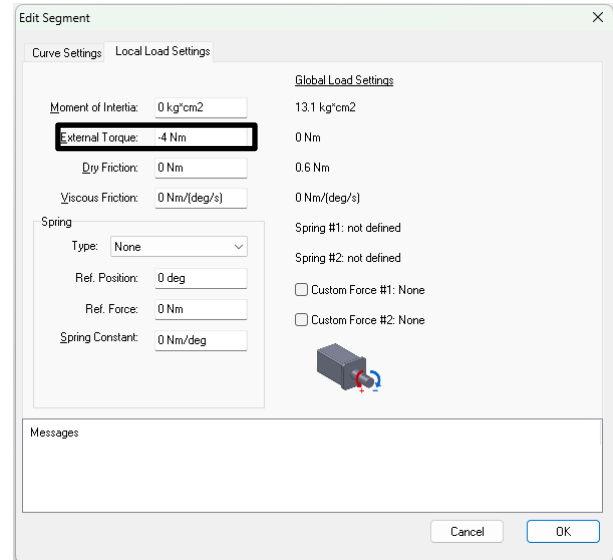 Edit Segment
Curve Settings Local Load Settings
Global Load Settings
Moment of Intertia: 0 kg*cm2 13.1 kg*cm2
External Torque: -4 Nm 0 Nm
Dry Friction: 0 Nm 0.6 Nm
Viscous Friction: 0 Nm/(deg/s) 0 Nm/(deg/s)
Spring
Spring #1: not defined
Type: None
Spring #2: not defined
Ref. Position: 0 deg
Custom Force #1: None
Ref. Force: 0 Nm
Custom Force #2: None
Spring Constant: 0 Nm/deg
+ -
Messages
Cancel OK